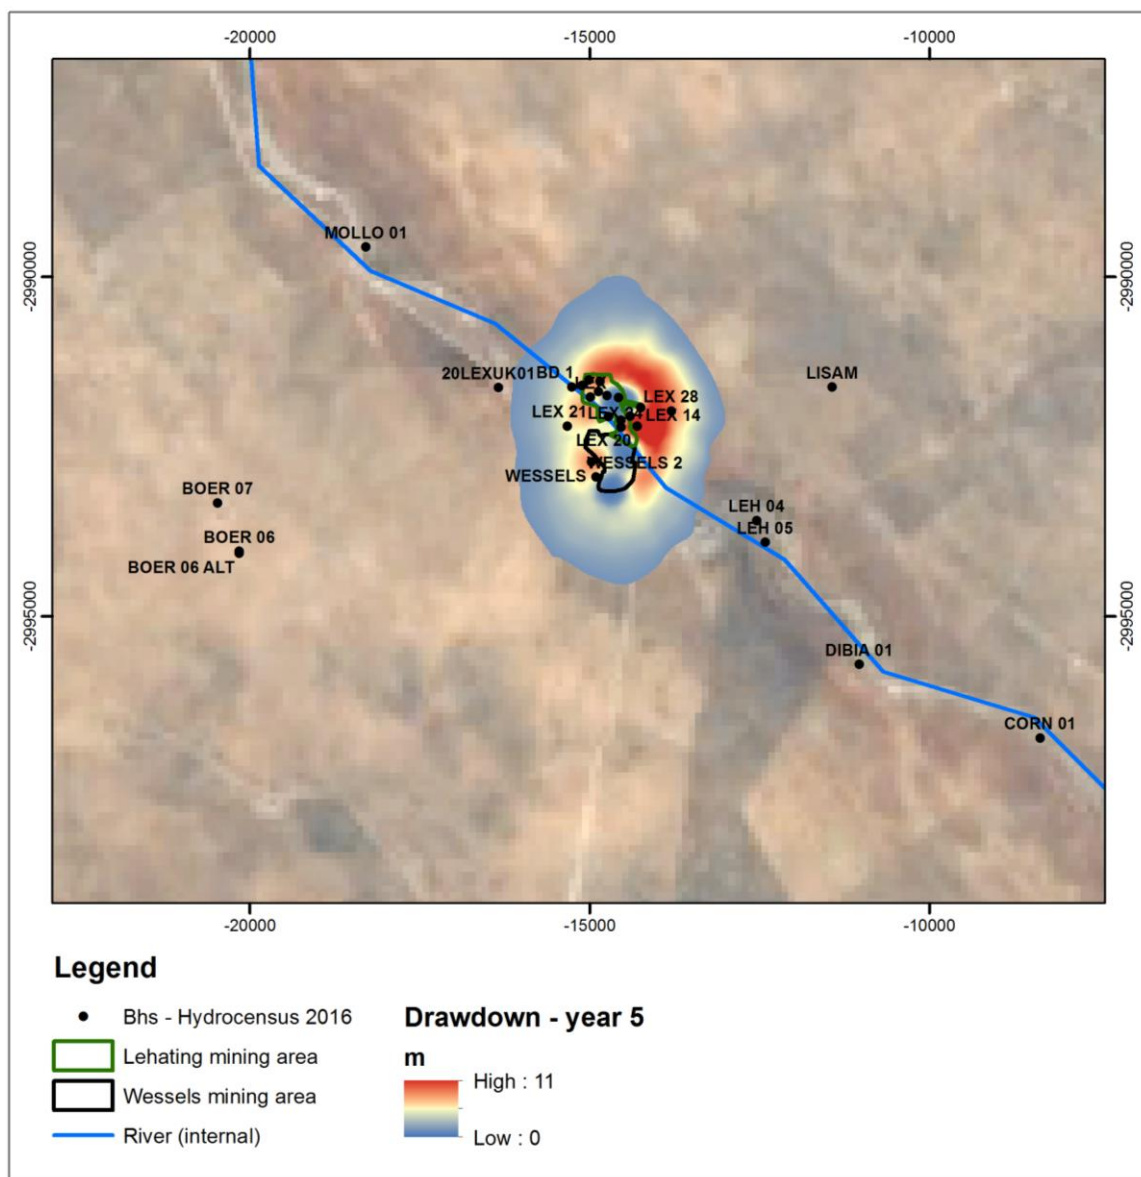 -20000 -15000 -10000
-2990000 -2990000
MOLLO 01
20LEXUK01 BD 1
LEX
LISAM
LEX 28
LEX 21 LEX 14
LEX 20
WESSELS 2
WESSELS
BOER 07
LEH 04
LEH 05
BOER 06
BOER 06 ALT
-2995000 -2995000
DIBIA 01
CORN 01
-20000 -15000 -10000
Legend
Bhs - Hydrocensus 2016
Lehating mining area
Wessels mining area
River (internal)
Drawdown - year 5
m
High : 11
Low : 0